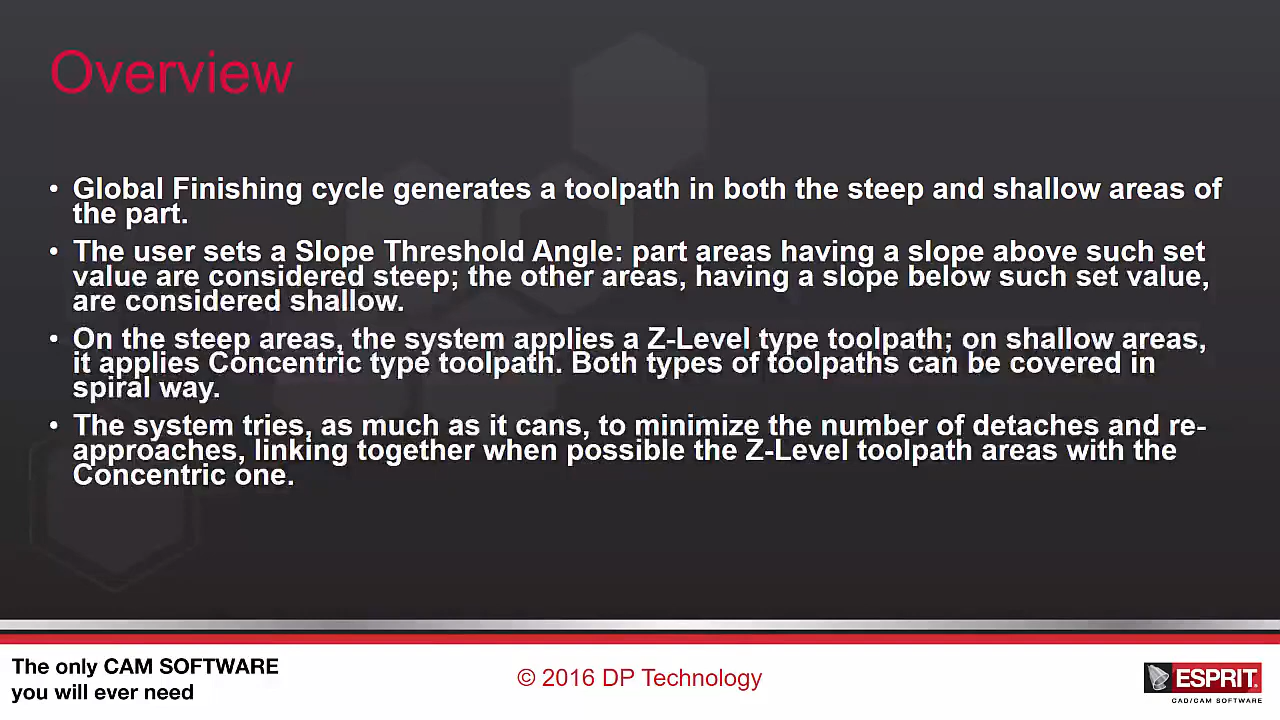 Overview
• Global Finishing cycle generates a toolpath in both the steep and shallow areas of
the part.
• The user sets a Slope Threshold Angle: part areas having a slope above such set
value are considered steep; the other areas, having a slope below such set value,
are considered shallow.
• On the steep areas, the system applies a Z-Level type toolpath; on shallow areas,
it applies Concentric type toolpath. Both types of toolpaths can be covered in
spiral way.
• The system tries, as much as it cans, to minimize the number of detaches and re-
approaches, linking together when possible the Z-Level toolpath areas with the
Concentric one.
The only CAM SOFTWARE
you will ever need
© 2016 DP Technology
ESPRIT
CAD/CAM SOFTWARE